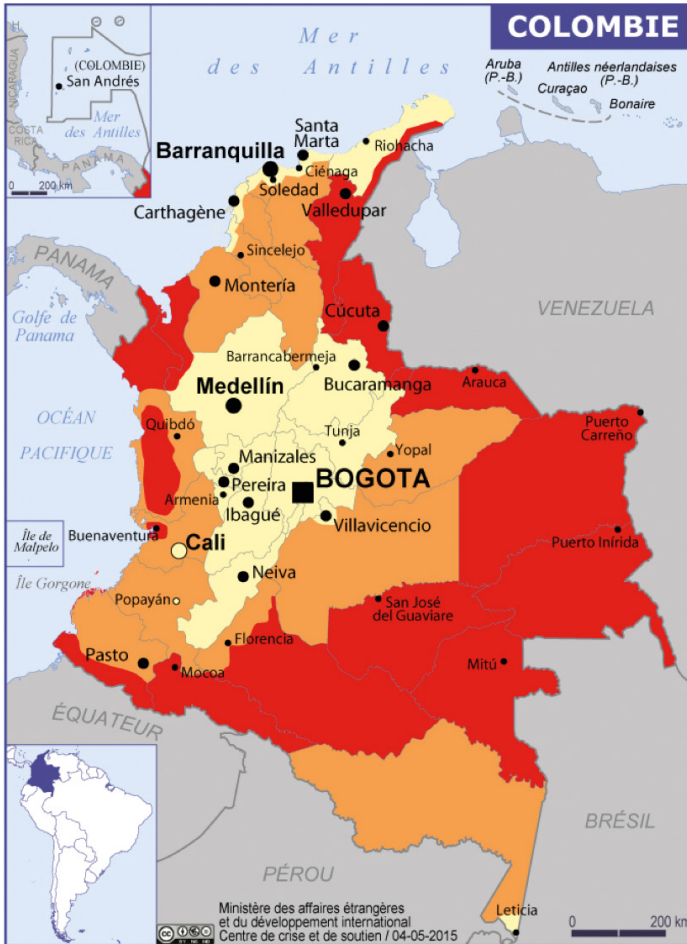 COLOMBIE
NICARAGUA
H.
(COLOMBIE)
San Andrés
Mer
des Antilles
COSTA
RICA
PANAMA
0 200 km
Mer
des Antilles
Aruba
(P.-B.)
Antilles néerlandaises
(P.-B.)
Curaçao
Bonaire
Santa
Marta
Riohacha
Barranquilla
Ciénaga
Soledad
Carthagène
Valledupar
Sincelejo
PANAMA
Montería
Golfe de
Panama
Cúcuta
VENEZUELA
Barrancabermeja
Bucaramanga
Arauca
Medellín
OCÉAN
PACIFIQUE
Quibdó
Tunja
Yopal
Puerto
Carreño
Manizales
Pereira
BOGOTA
Armenia
Ibagué
Villavicencio
Île de
Malpelo
Buenaventura
Cali
Puerto Inírida
Île Gorgone
Neiva
Popayán
San José
del Guaviare
Florencia
Pasto
Mocoa
Mitú
ÉQUATEUR
BRÉSIL
PÉROU
Leticia
Ministère des affaires étrangères
et du développement international
Centre de crise et de soutien / 04-05-2015
0 200 km